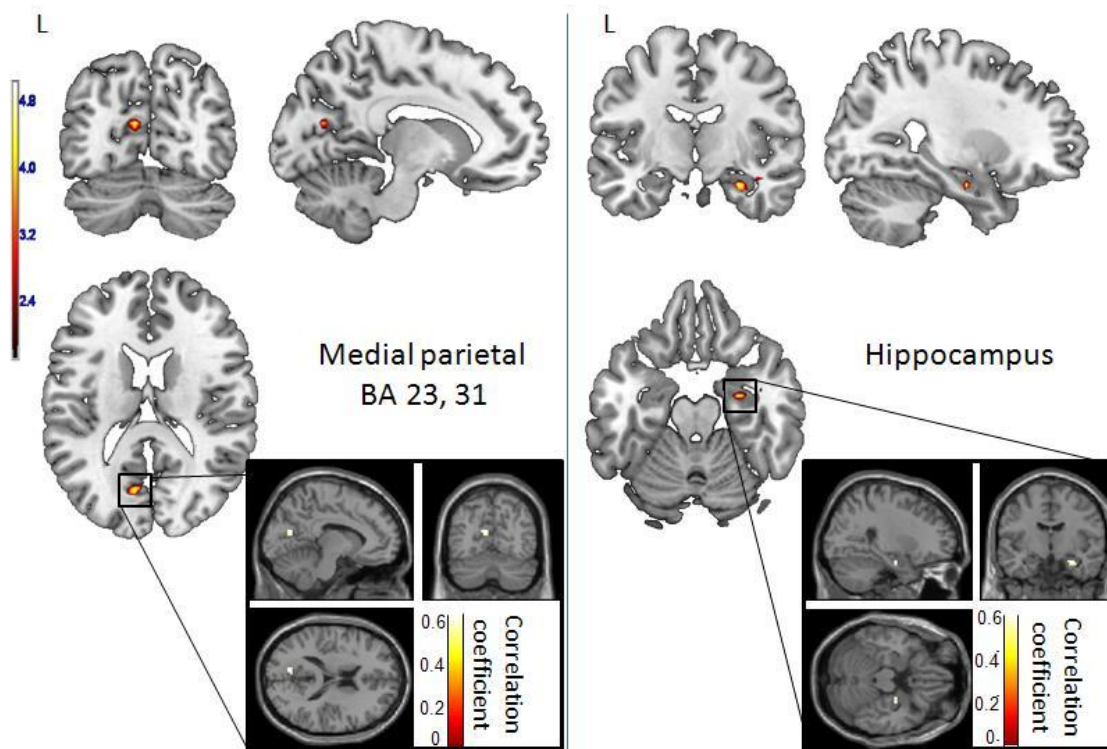 L
4.8
4.0
3.2
2.4
Medial parietal
BA 23, 31
0.6
0.4
0.2
0
Correlation
coefficient
L
Hippocampus
0.6
0.4
0.2
0
Correlation
coefficient